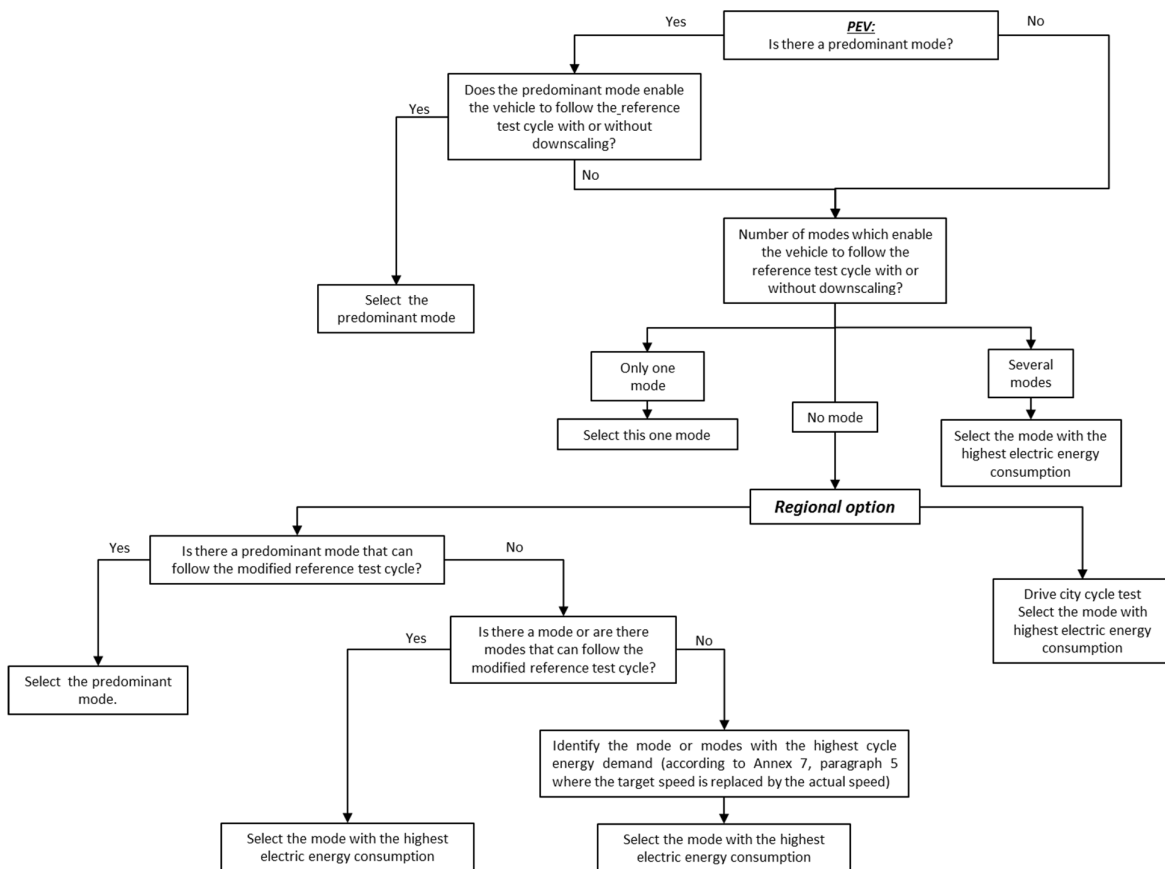 PEV:
Is there a predominant mode?
Yes
No
Does the predominant mode enable
the vehicle to follow the reference
test cycle with or without
downscaling?
Yes
No
Number of modes which enable
the vehicle to follow the
reference test cycle with or
without downscaling?
Select the
predominant mode
Only one
mode
Several
modes
No mode
Select this one mode
Select the mode with the
highest electric energy
consumption
Regional option
Is there a predominant mode that can
follow the modified reference test cycle?
Yes
No
Drive city cycle test
Select the mode with
highest electric energy
consumption
Is there a mode or are there
modes that can follow the
modified reference test cycle?
Yes
No
Select the predominant
mode.
Identify the mode or modes with the highest cycle
energy demand (according to Annex 7, paragraph 5
where the target speed is replaced by the actual speed)
Select the mode with the highest
electric energy consumption
Select the mode with the highest
electric energy consumption